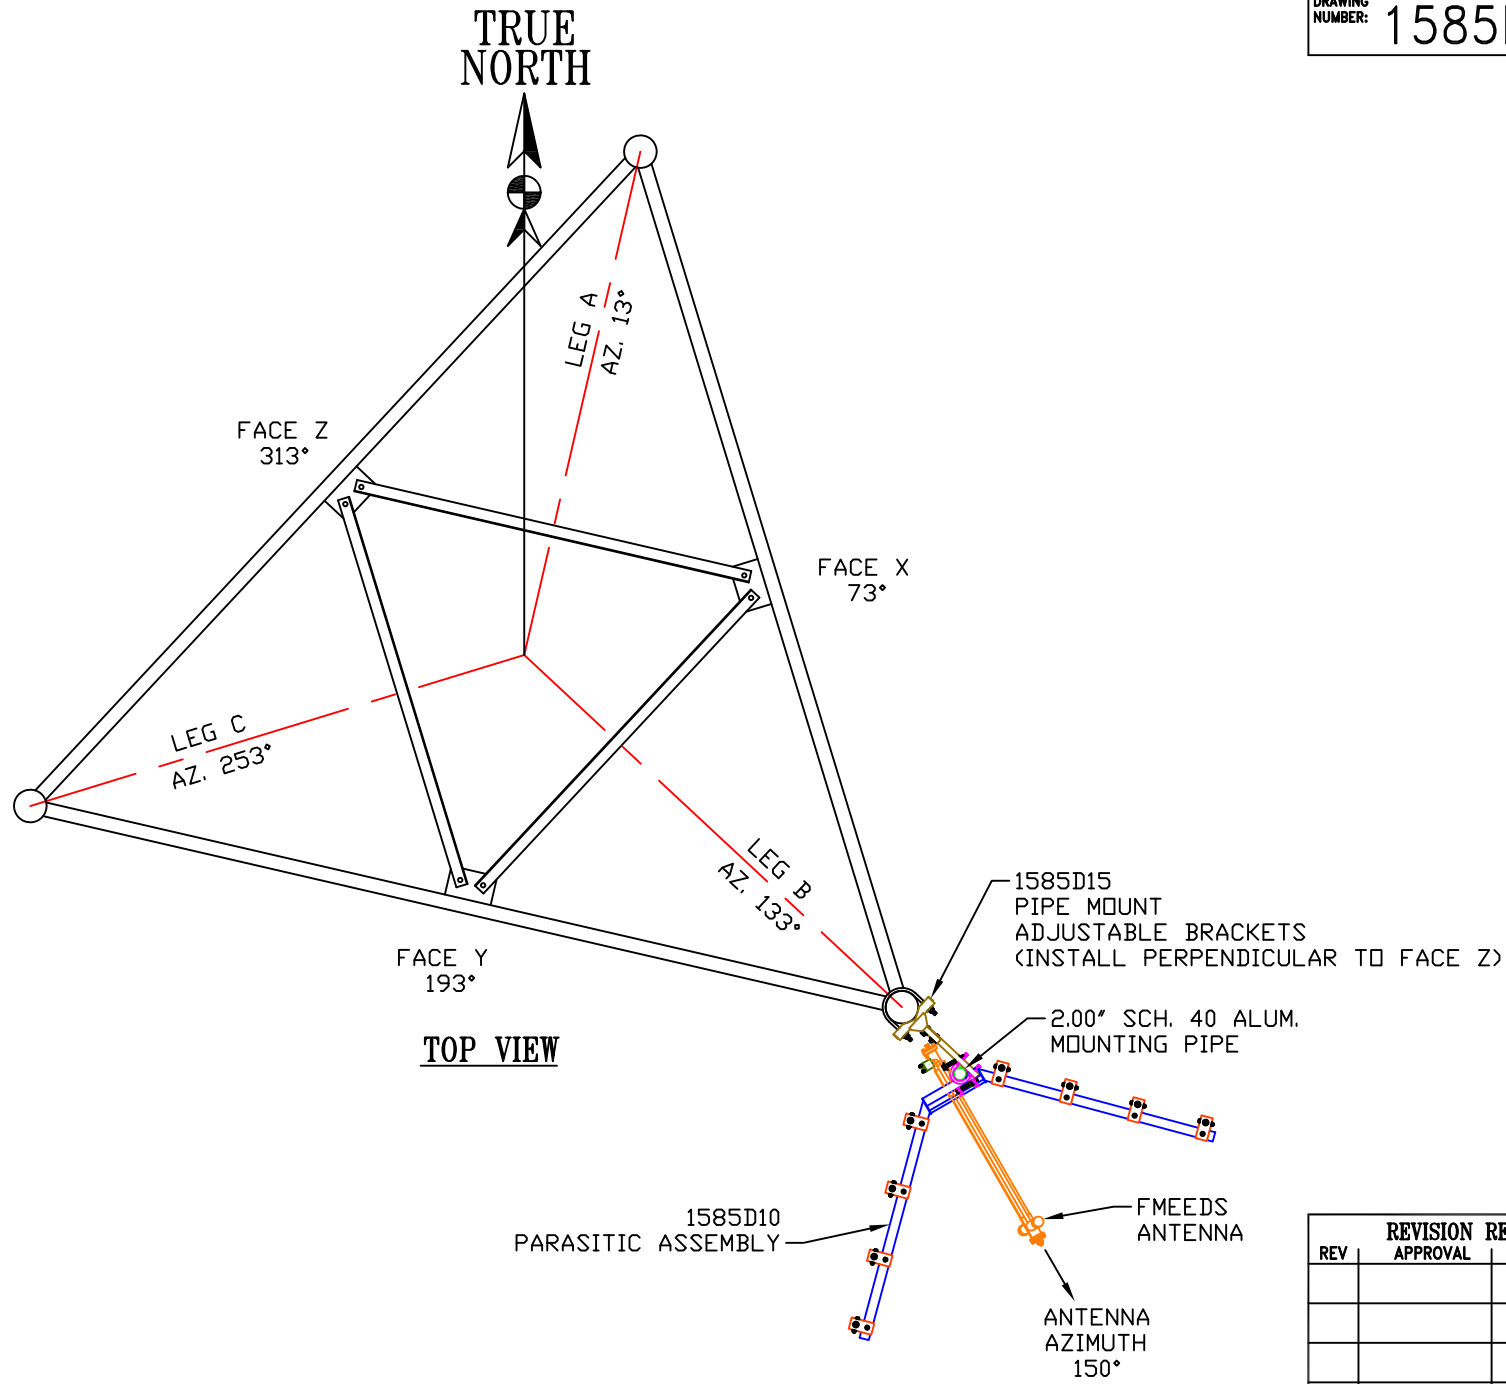 TRUE
NORTH
DRAWING
NUMBER:
LEG A
AZ. 13°
FACE Z
313°
FACE X
73°
LEG C
AZ. 253°
LEG B
AZ. 133°
FACE Y
193°
TOP VIEW
1585D15
PIPE MOUNT
ADJUSTABLE BRACKETS
(INSTALL PERPENDICULAR TO FACE Z)
2.00" SCH. 40 ALUM.
MOUNTING PIPE
1585D10
PARASITIC ASSEMBLY
FMEEDS
ANTENNA
ANTENNA
AZIMUTH
150°
REVISION
REV APPROVAL